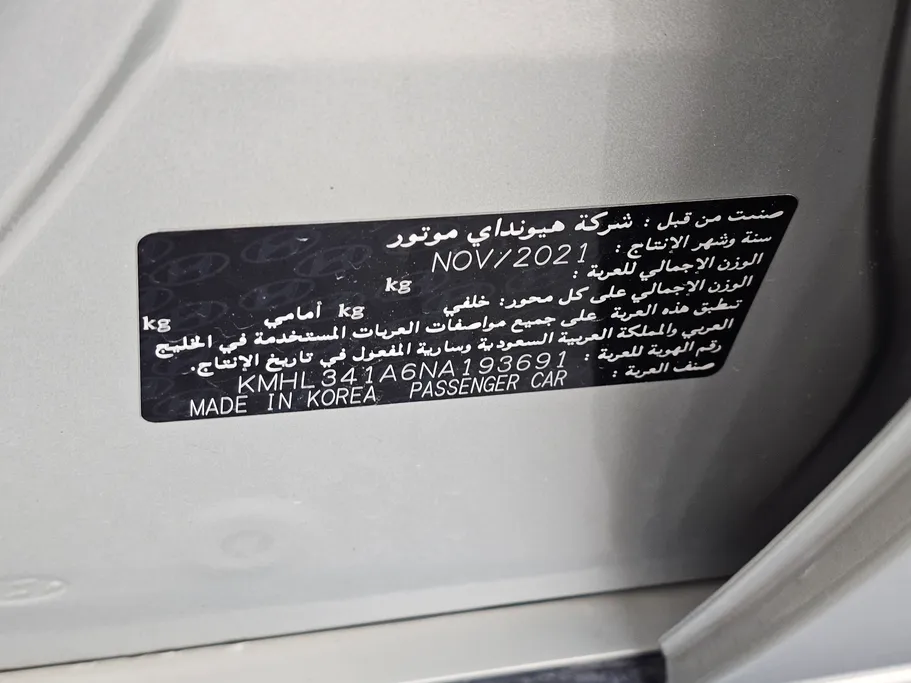 صنعت من قبل : شركة هيونداي موتور
سنة وشهر الإنتاج : NOV/2021
الوزن الإجمالي للعربة : kg
الوزن الإجمالي على كل محور: خلفي kg أمامي kg
تنطبق هذه العربة على جميع مواصفات العربات المستخدمة في الخليج
العربي والمملكة العربية السعودية وسارية المفعول في تاريخ الإنتاج.
رقم الهوية للعربة : KMHL341A6NA193691
صنف العربة : PASSENGER CAR MADE IN KOREA